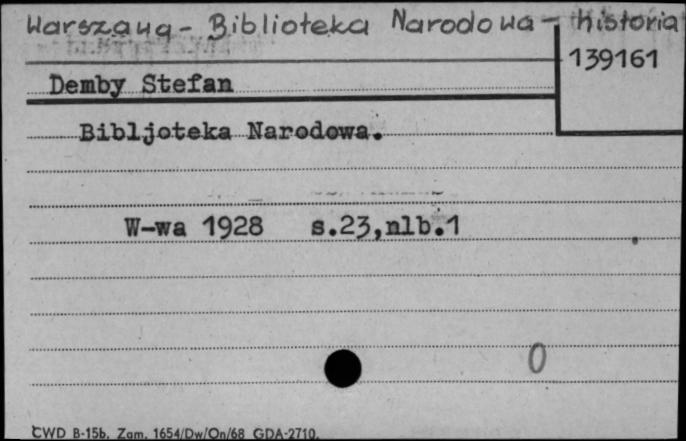 Warszawa - Biblioteka Narodowa - historia
139161
Demby Stefan
Bibljoteka Narodowa.
W-wa 1928 s.23,nlb.1
0
CWD B-15b. Zam. 1654/Dw/On/68 GDA-2710.